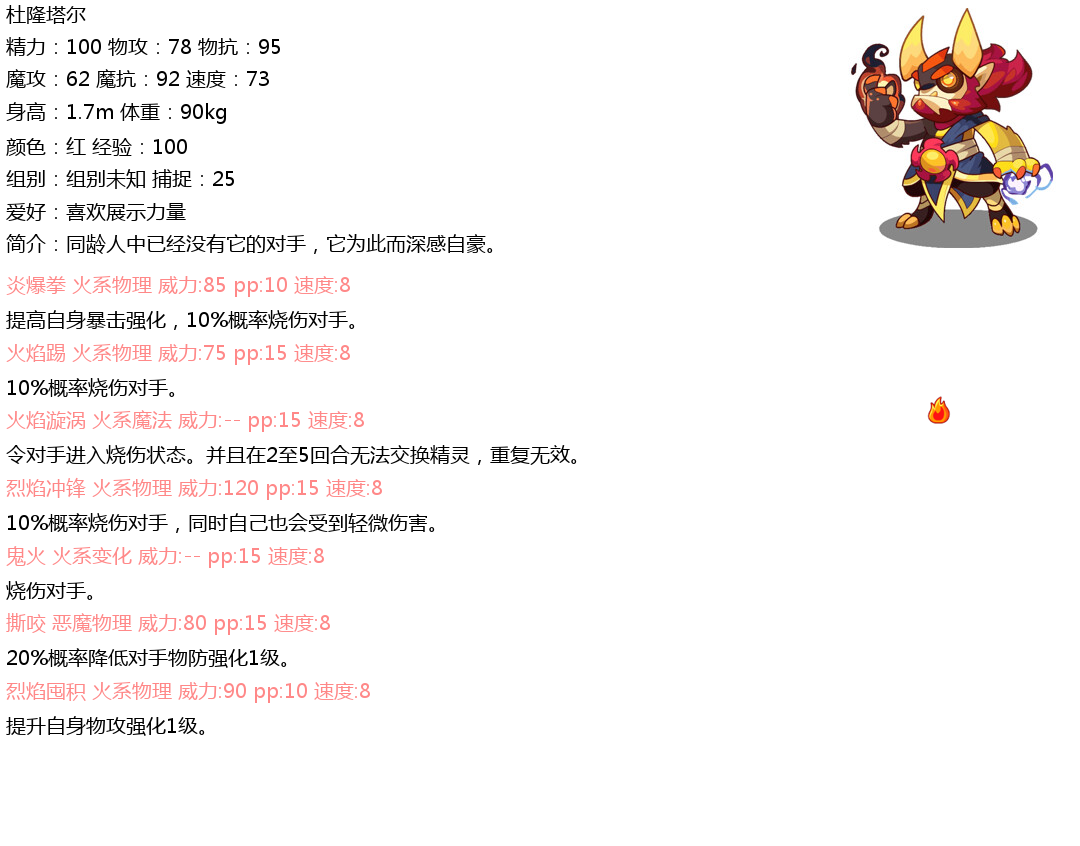 杜隆塔尔
精力：100 物攻：78 物抗：95
魔攻：62 魔抗：92 速度：73
身高：1.7m 体重：90kg
颜色：红 经验：100
组别：组别未知 捕捉：25
爱好：喜欢展示力量
简介：同龄人中已经没有它的对手，它为此而深感自豪。
炎爆拳 火系物理 威力:85 pp:10 速度:8
提高自身暴击强化，10%概率烧伤对手。
火焰踢 火系物理 威力:75 pp:15 速度:8
10%概率烧伤对手。
火焰漩涡 火系魔法 威力:-- pp:15 速度:8
令对手进入烧伤状态。并且在2至5回合无法交换精灵，重复无效。
烈焰冲锋 火系物理 威力:120 pp:15 速度:8
10%概率烧伤对手，同时自己也会受到轻微伤害。
鬼火 火系变化 威力:-- pp:15 速度:8
烧伤对手。
撕咬 恶魔物理 威力:80 pp:15 速度:8
20%概率降低对手物防强化1级。
烈焰囤积 火系物理 威力:90 pp:10 速度:8
提升自身物攻强化1级。